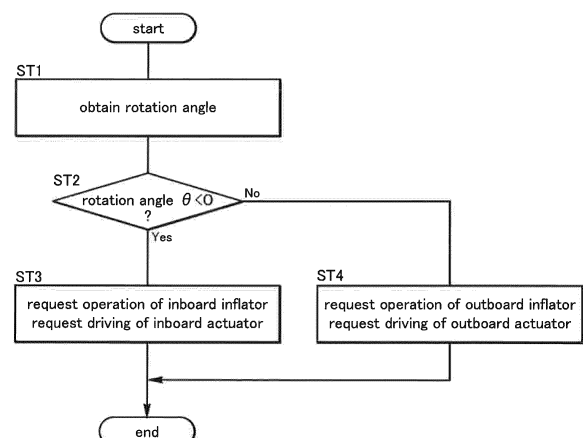 start
ST1
obtain rotation angle
ST2
rotation angle θ<0
?
No
Yes
ST3
request operation of inboard inflator
request driving of inboard actuator
ST4
request operation of outboard inflator
request driving of outboard actuator
end